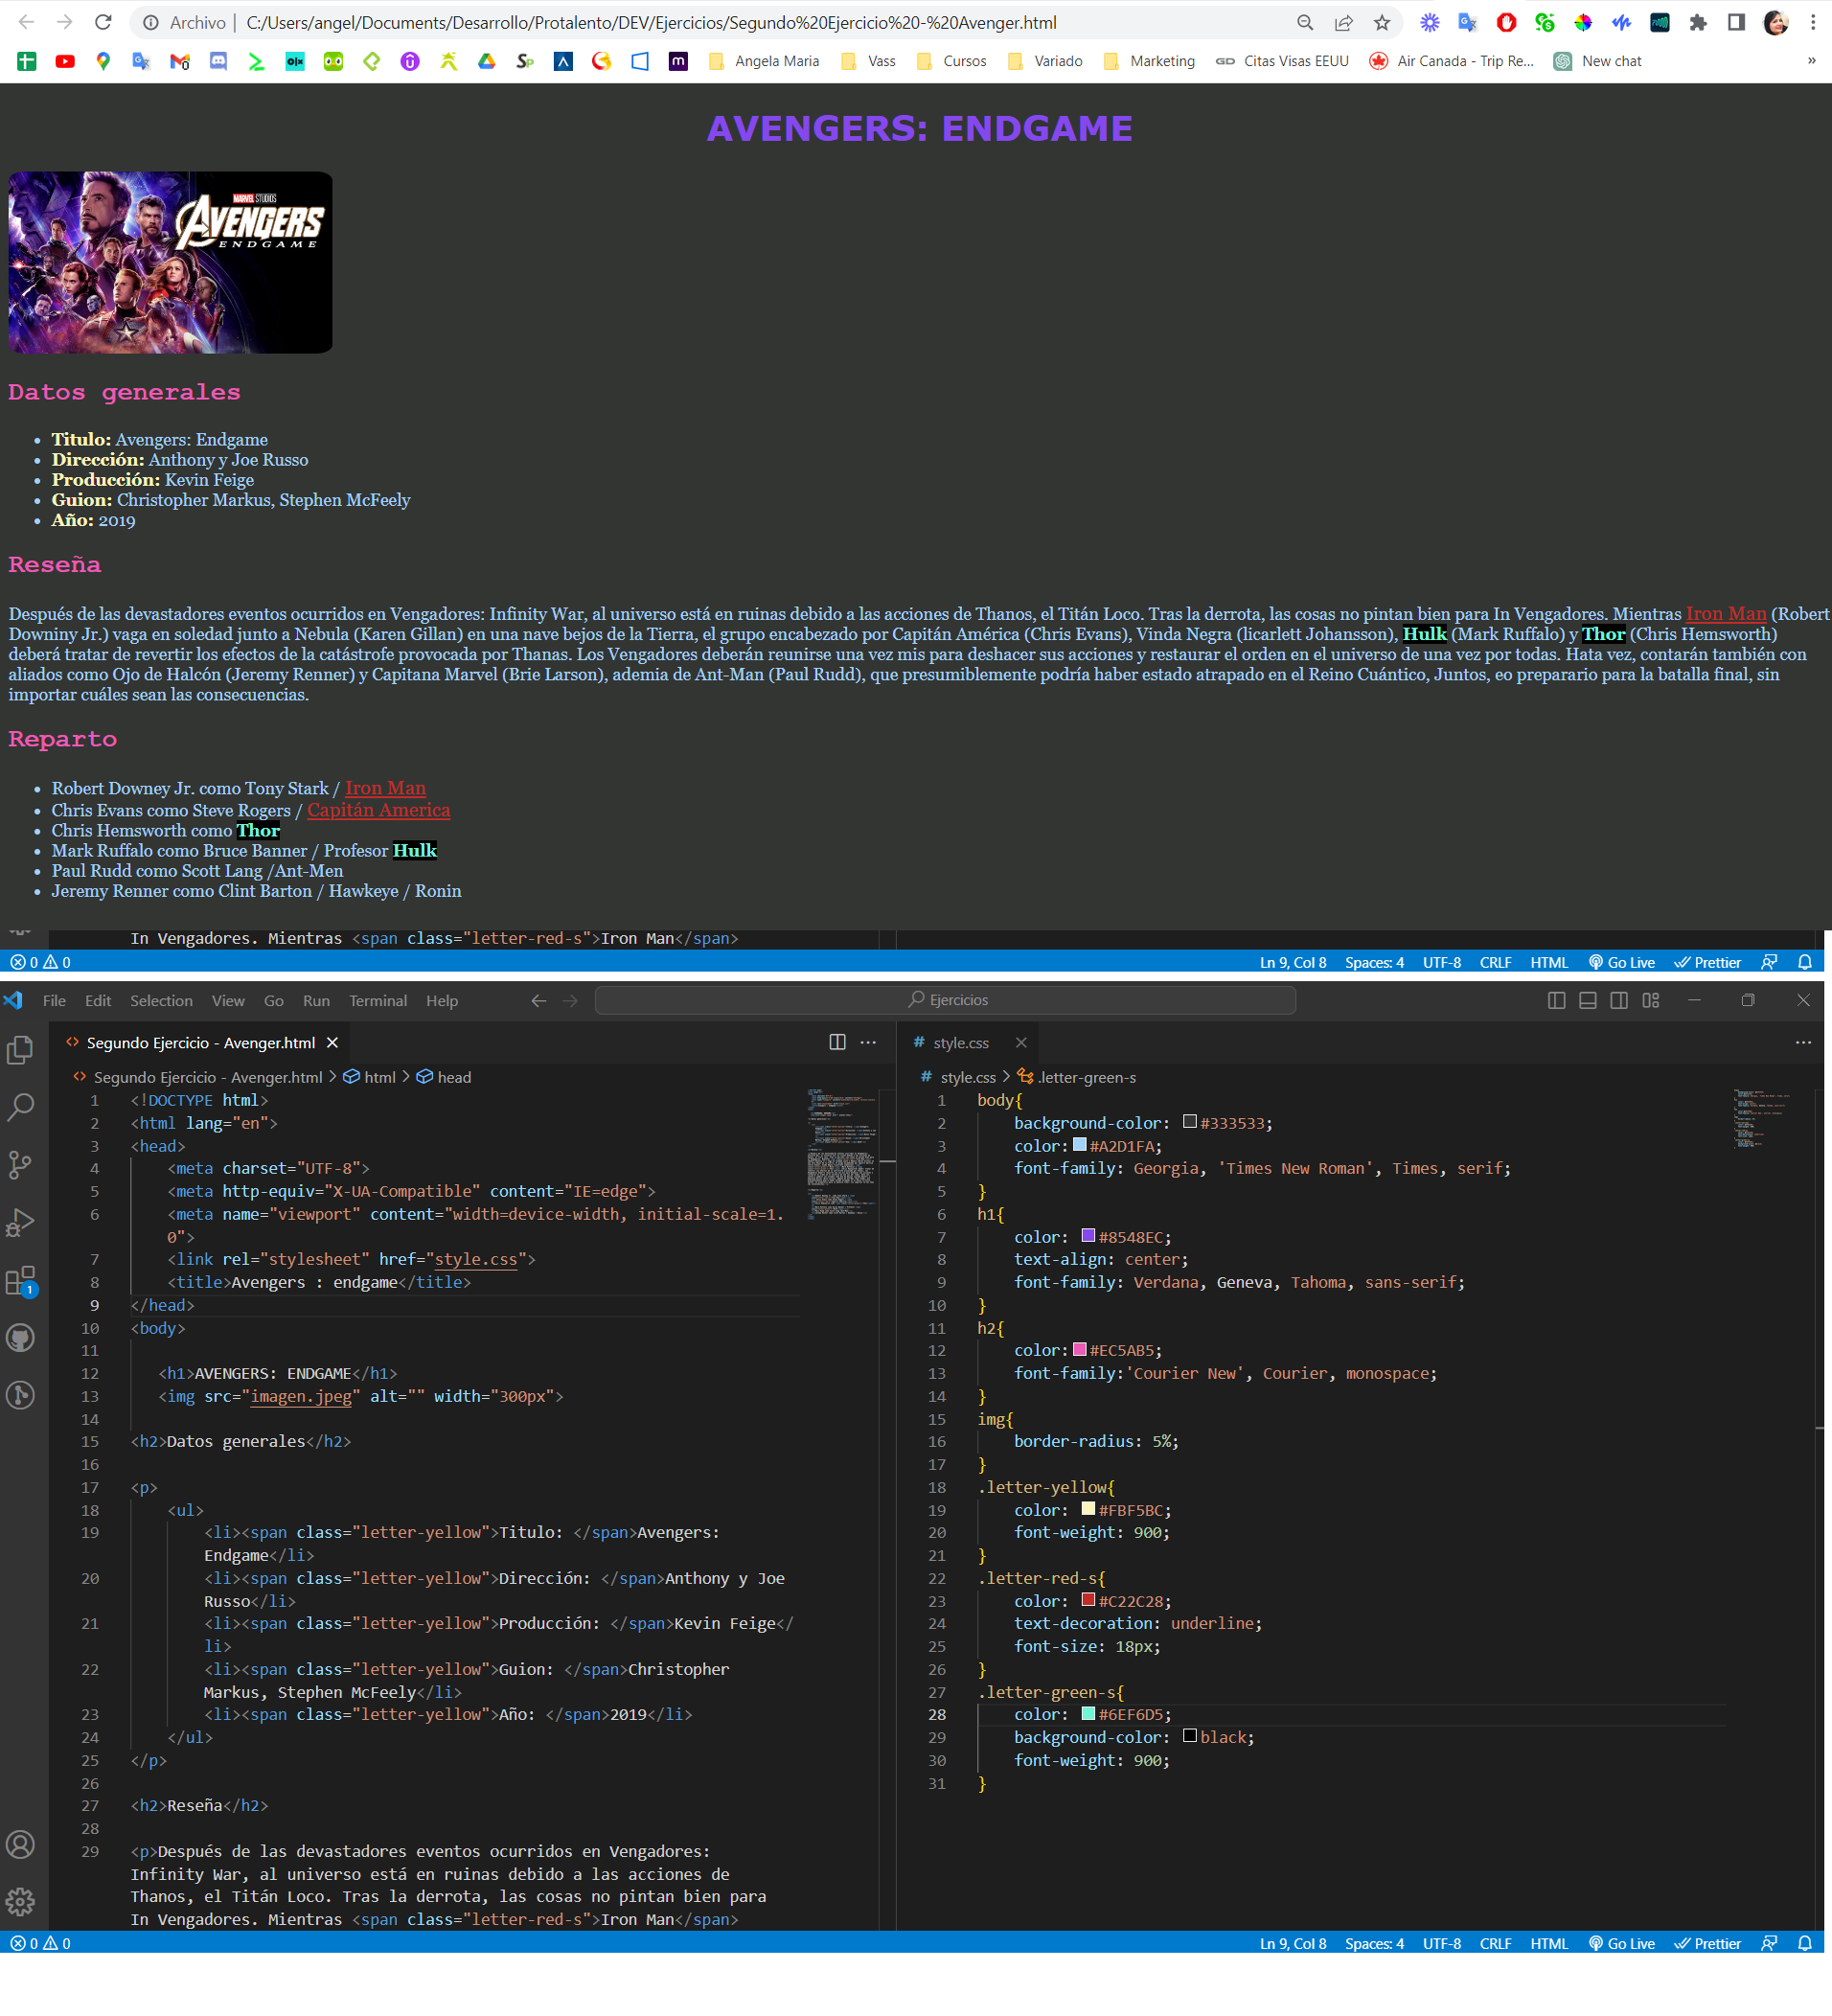 Archivo | C:/Users/angel/Documents/Desarrollo/Protalento/DEV/Ejercicios/Segundo%20Ejercicio%20-%20Avenger.html
Angela Maria Vass Cursos Variado Marketing GD Citas Visas EEUU Air Canada - Trip Re... New chat »
AVENGERS: ENDGAME
MARVEL STUDIOS
AVENGERS
ENDGAME
Datos generales
• Titulo: Avengers: Endgame
• Dirección: Anthony y Joe Russo
• Producción: Kevin Feige
• Guion: Christopher Markus, Stephen McFeely
• Año: 2019
Reseña
Después de las devastadores eventos ocurridos en Vengadores: Infinity War, al universo está en ruinas debido a las acciones de Thanos, el Titán Loco. Tras la derrota, las cosas no pintan bien para In Vengadores. Mientras Iron Man (Robert
Downiny Jr.) vaga en soledad junto a Nebula (Karen Gillan) en una nave bejos de la Tierra, el grupo encabezado por Capitán América (Chris Evans), Vinda Negra (licarlett Johansson), Hulk (Mark Ruffalo) y Thor (Chris Hemsworth)
deberá tratar de revertir los efectos de la catástrofe provocada por Thanas. Los Vengadores deberán reunirse una vez mis para deshacer sus acciones y restaurar el orden en el universo de una vez por todas. Hata vez, contarán también con
aliados como Ojo de Halcón (Jeremy Renner) y Capitana Marvel (Brie Larson), ademia de Ant-Man (Paul Rudd), que presumiblemente podría haber estado atrapado en el Reino Cuántico, Juntos, eo preparario para la batalla final, sin
importar cuáles sean las consecuencias.
Reparto
• Robert Downey Jr. como Tony Stark / Iron Man
• Chris Evans como Steve Rogers / Capitán America
• Chris Hemsworth como Thor
• Mark Ruffalo como Bruce Banner / Profesor Hulk
• Paul Rudd como Scott Lang /Ant-Men
• Jeremy Renner como Clint Barton / Hawkeye / Ronin
In Vengadores. Mientras <span class="letter-red-s">Iron Man</span>
0 0 Ln 9, Col 8 Spaces: 4 UTF-8 CRLF HTML Go Live Prettier
File Edit Selection View Go Run Terminal Help Ejercicios
Segundo Ejercicio - Avenger.html
Segundo Ejercicio - Avenger.html > html > head
1 <!DOCTYPE html>
2 <html lang="en">
3 <head>
4 <meta charset="UTF-8">
5 <meta http-equiv="X-UA-Compatible" content="IE=edge">
6 <meta name="viewport" content="width=device-width, initial-scale=1.
0">
7 <link rel="stylesheet" href="style.css">
8 <title>Avengers : endgame</title>
9 </head>
10 <body>
11
12 <h1>AVENGERS: ENDGAME</h1>
13 <img src="imagen.jpeg" alt="" width="300px">
14
15 <h2>Datos generales</h2>
16
17 <p>
18 <ul>
19 <li><span class="letter-yellow">Titulo: </span>Avengers:
Endgame</li>
20 <li><span class="letter-yellow">Dirección: </span>Anthony y Joe
Russo</li>
21 <li><span class="letter-yellow">Producción: </span>Kevin Feige</
li>
22 <li><span class="letter-yellow">Guion: </span>Christopher
Markus, Stephen McFeely</li>
23 <li><span class="letter-yellow">Año: </span>2019</li>
24 </ul>
25 </p>
26
27 <h2>Reseña</h2>
28
29 <p>Después de las devastadores eventos ocurridos en Vengadores:
Infinity War, al universo está en ruinas debido a las acciones de
Thanos, el Titán Loco. Tras la derrota, las cosas no pintan bien para
In Vengadores. Mientras <span class="letter-red-s">Iron Man</span>
# style.css
# style.css > .letter-green-s
1 body{
2 background-color: #333533;
3 color:#A2D1FA;
4 font-family: Georgia, 'Times New Roman', Times, serif;
5 }
6 h1{
7 color: #8548EC;
8 text-align: center;
9 font-family: Verdana, Geneva, Tahoma, sans-serif;
10 }
11 h2{
12 color:#EC5AB5;
13 font-family:'Courier New', Courier, monospace;
14 }
15 img{
16 border-radius: 5%;
17 }
18 .letter-yellow{
19 color: #FBF5BC;
20 font-weight: 900;
21 }
22 .letter-red-s{
23 color: #C22C28;
24 text-decoration: underline;
25 font-size: 18px;
26 }
27 .letter-green-s{
28 color: #6EF6D5;
29 background-color: black;
30 font-weight: 900;
31 }
1
0 0 Ln 9, Col 8 Spaces: 4 UTF-8 CRLF HTML Go Live Prettier